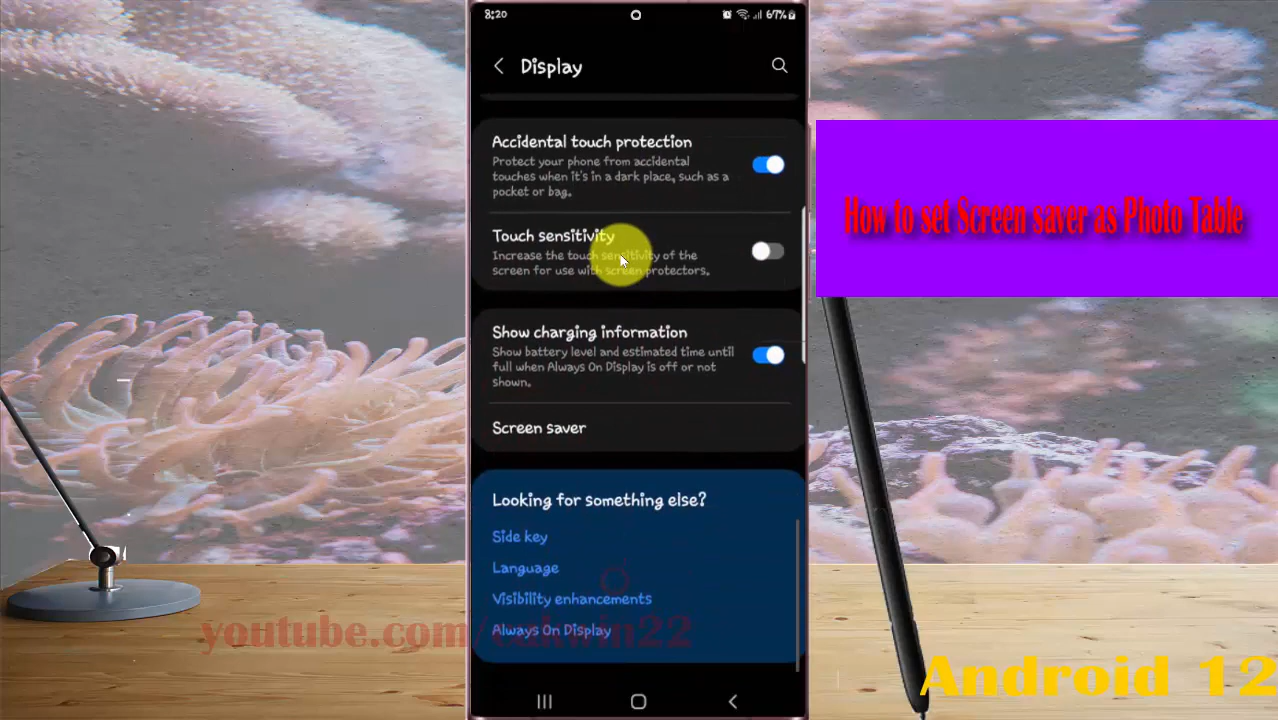 8:20
67%
Display
Accidental touch protection
Protect your phone from accidental
touches when it's in a dark place, such as a
pocket or bag.
Touch sensitivity
Increase the touch sensitivity of the
screen for use with screen protectors.
Show charging information
Show battery level and estimated time until
full when Always On Display is off or not
shown.
Screen saver
Looking for something else?
Side key
Language
Visibility enhancements
Always On Display
How to set Screen saver as Photo Table
Android 12